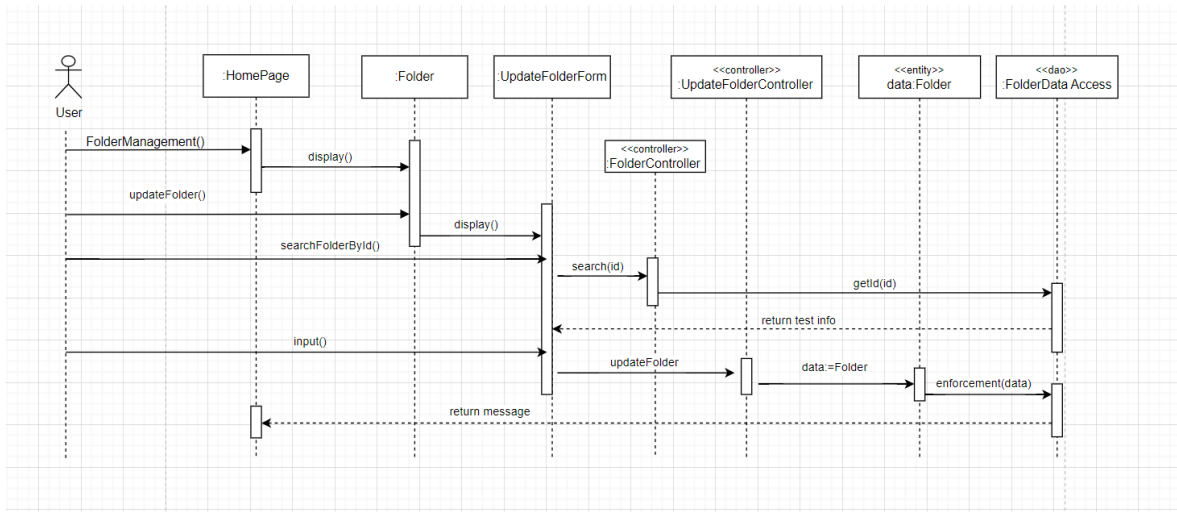 :HomePage
:Folder
:UpdateFolderForm
<<controller>>
:UpdateFolderController
<<entity>>
data:Folder
<<dao>>
:FolderData Access
User
FolderManagement()
display()
<<controller>>
:FolderController
updateFolder()
display()
searchFolderById()
search(id)
getId(id)
return test info
input()
updateFolder
data:=Folder
enforcement(data)
return message